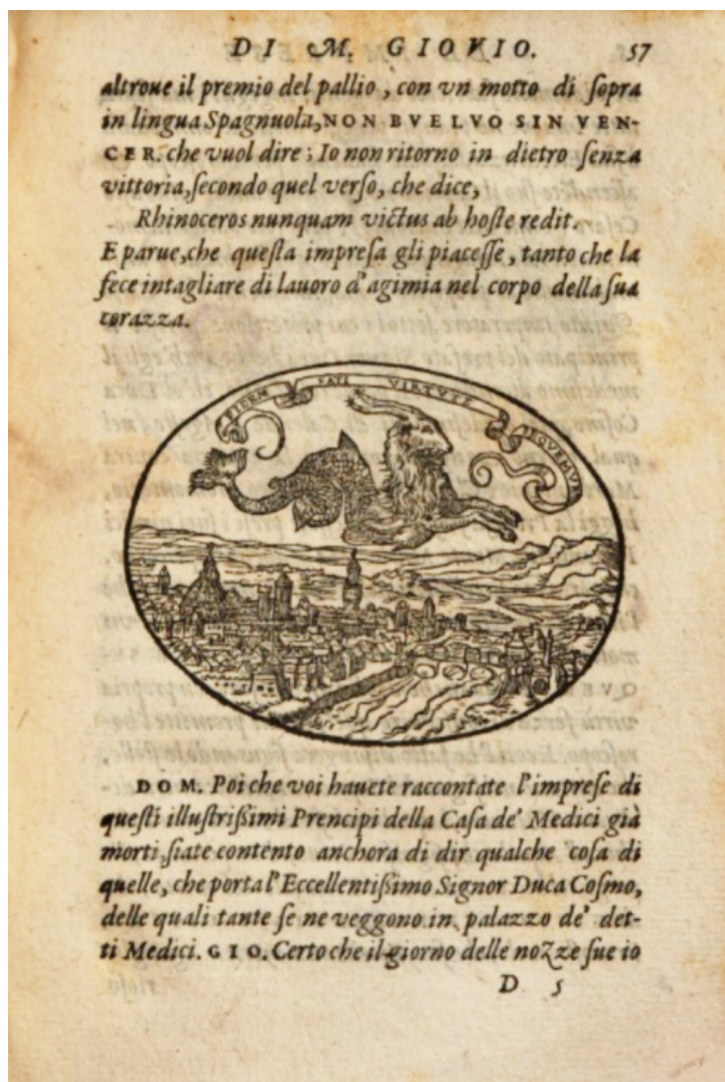 DI M. GIOVIO. 57
altroue il premio del pallio, con vn motto di ſopra
in lingua Spagnuola, NON BVELVO SIN VEN-
CER. che vuol dire; Io non ritorno in dietro ſenza
vittoria, ſecondo quel verſo, che dice,
Rhinoceros nunquam victus ab hoſte redit.
E parue, che queſta impreſa gli piaceſſe, tanto che la
fece intagliare di lauoro d'agimia nel corpo della ſua
corazza.
FIDEM FATI VIRTVTE SEQVEMVR
DOM. Poi che voi hauete raccontate l'impreſe di
queſti illuſtriſsimi Prencipi della Caſa de' Medici già
morti, ſiate contento anchora di dir qualche coſa di
quelle, che porta l'Eccellentiſsimo Signor Duca Coſmo,
delle quali tante ſe ne veggono in palazzo de' det-
ti Medici. GIO. Certo che il giorno delle nozze ſue io
D 5